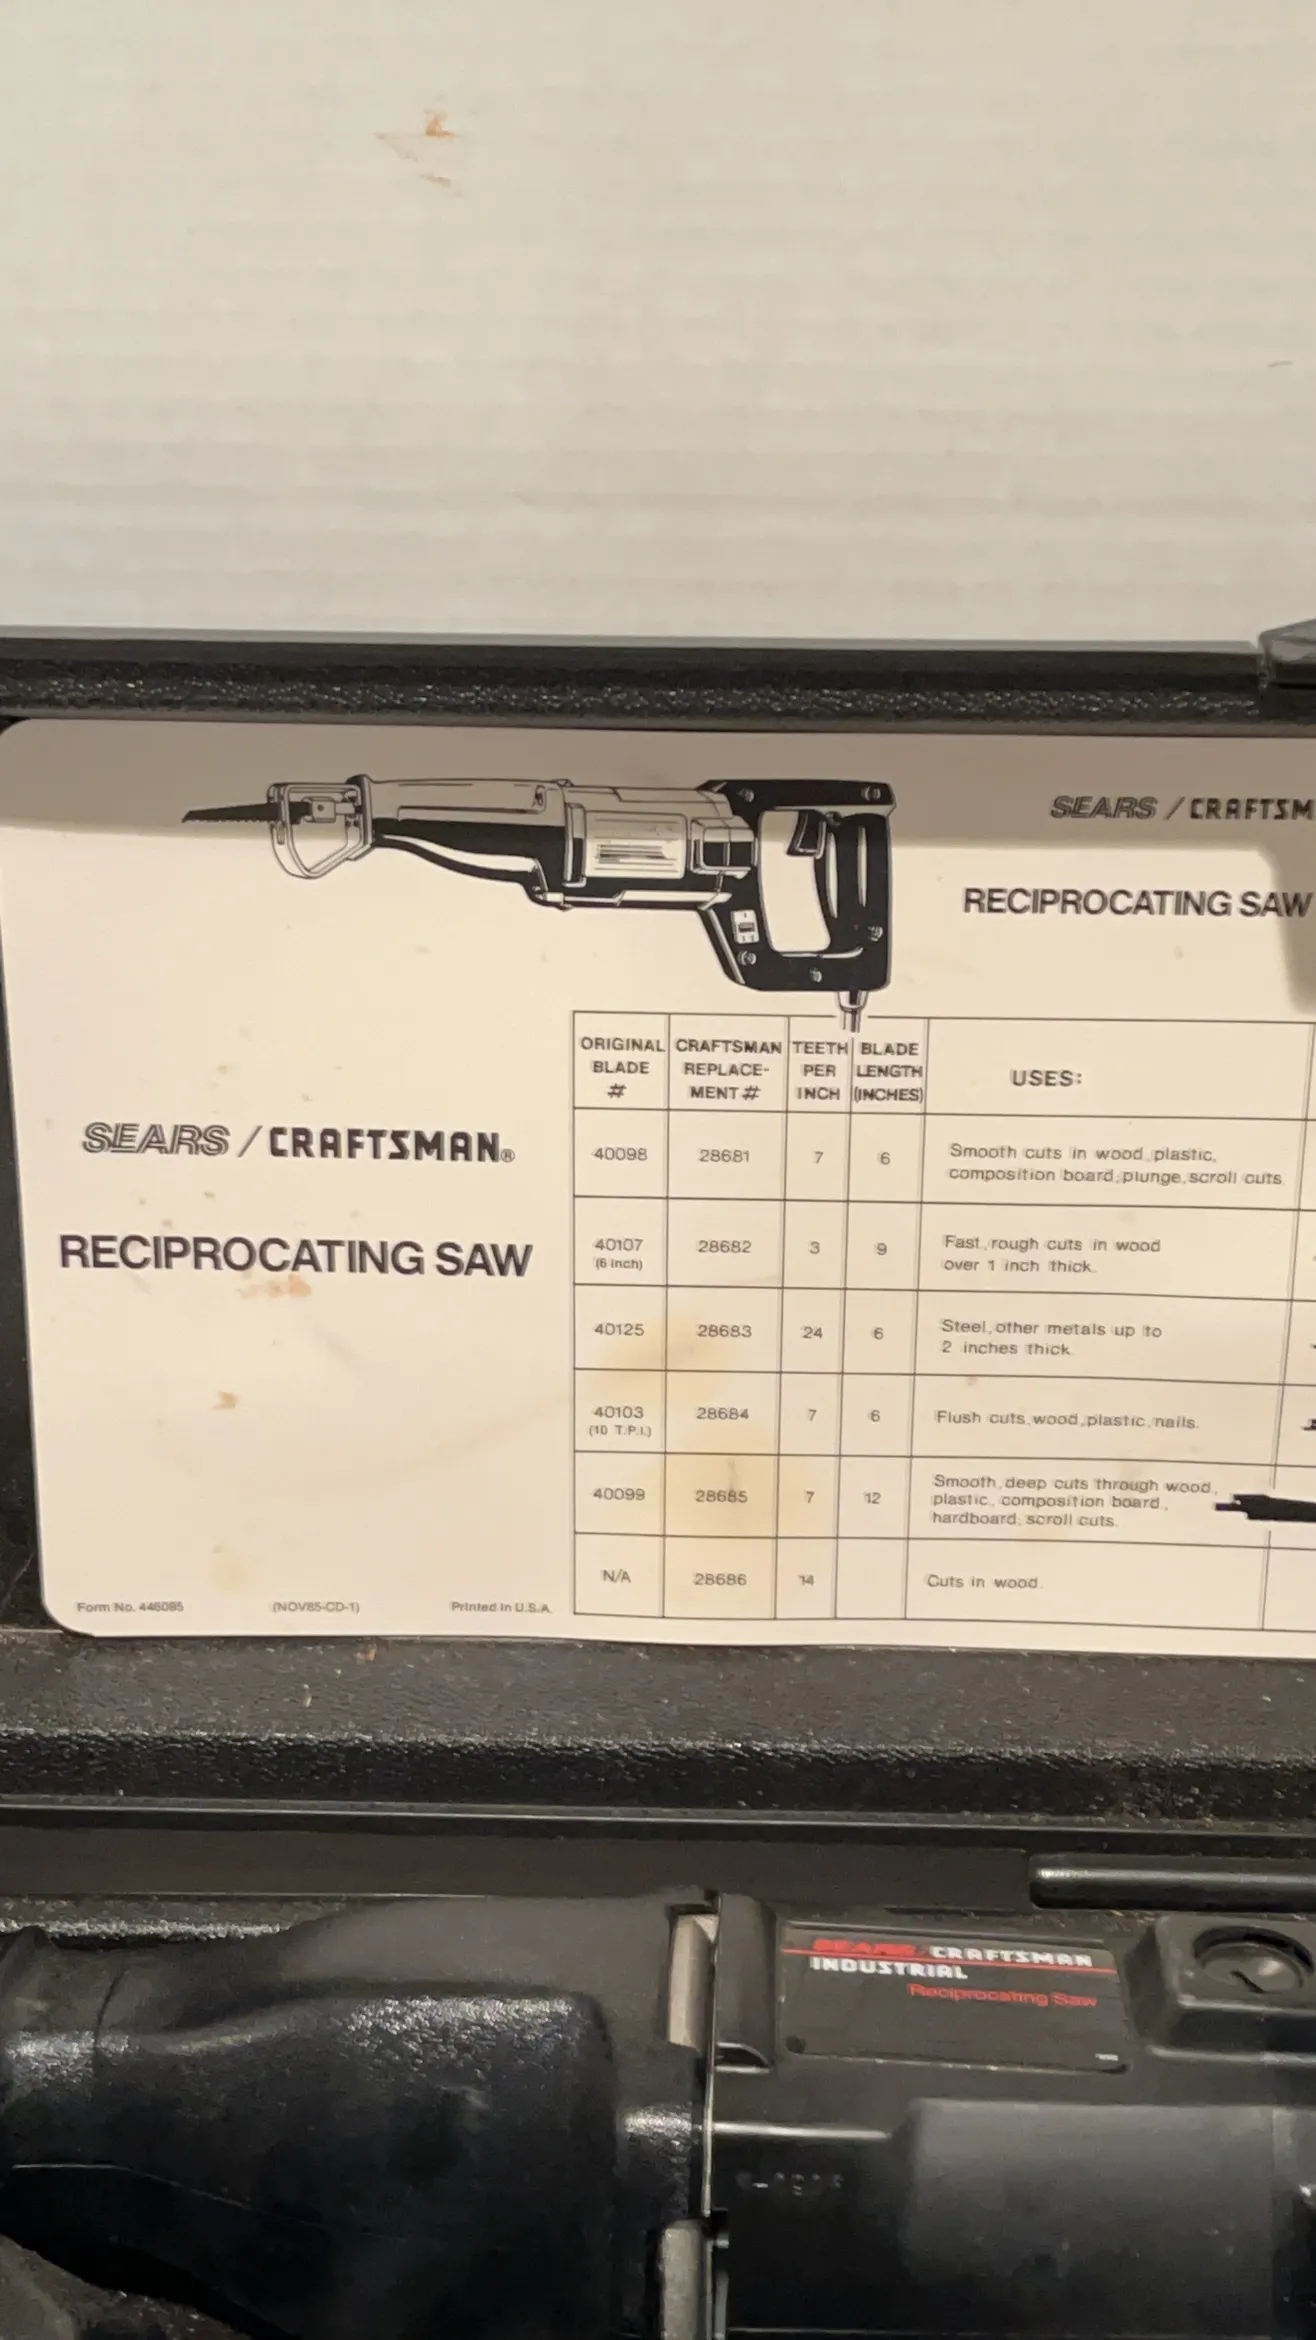 SEARS / CRAFTSM
RECIPROCATING SAW
SEARS / CRAFTSMAN®
RECIPROCATING SAW
Form No. 446095 (NOV85-CD-1) Printed in U.S.A.
ORIGINAL BLADE # CRAFTSMAN REPLACE- MENT # TEETH PER INCH BLADE LENGTH (INCHES) USES:
40098 28681 7 6 Smooth cuts in wood, plastic,
composition board, plunge, scroll cuts.
40107 28682 3 9 Fast, rough cuts in wood
(6 inch) over 1 inch thick.
40125 28683 24 6 Steel, other metals up to
2 inches thick.
40103 28684 7 6 Flush cuts, wood, plastic, nails.
(10 T.P.I.)
40099 28685 7 12 Smooth, deep cuts through wood,
plastic, composition board,
hardboard, scroll cuts.
N/A 28686 14 Cuts in wood.
SEARS / CRAFTSMAN
INDUSTRIAL
Reciprocating Saw